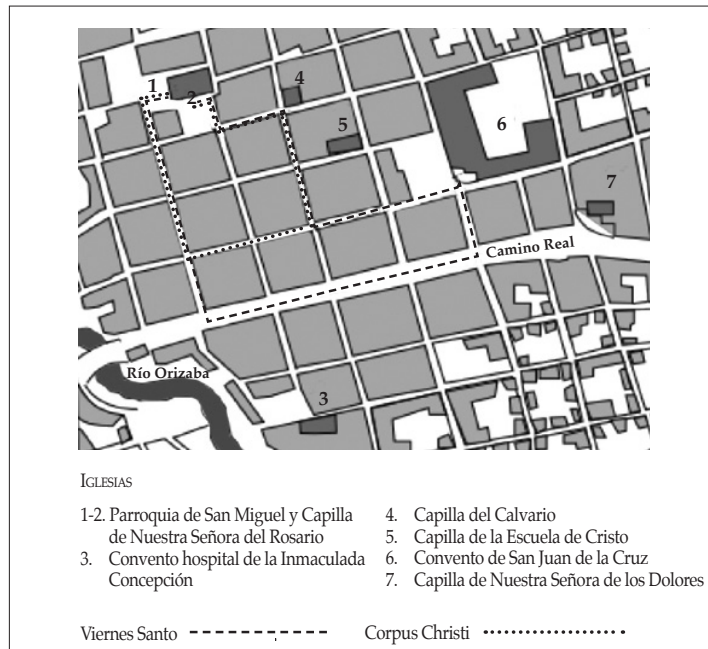 4
1
2
5
6
7
Camino Real
Río Orizaba
3
Iglesias
1-2. Parroquia de San Miguel y Capilla
de Nuestra Señora del Rosario
3. Convento hospital de la Inmaculada
Concepción
4. Capilla del Calvario
5. Capilla de la Escuela de Cristo
6. Convento de San Juan de la Cruz
7. Capilla de Nuestra Señora de los Dolores
Viernes Santo
Corpus Christi